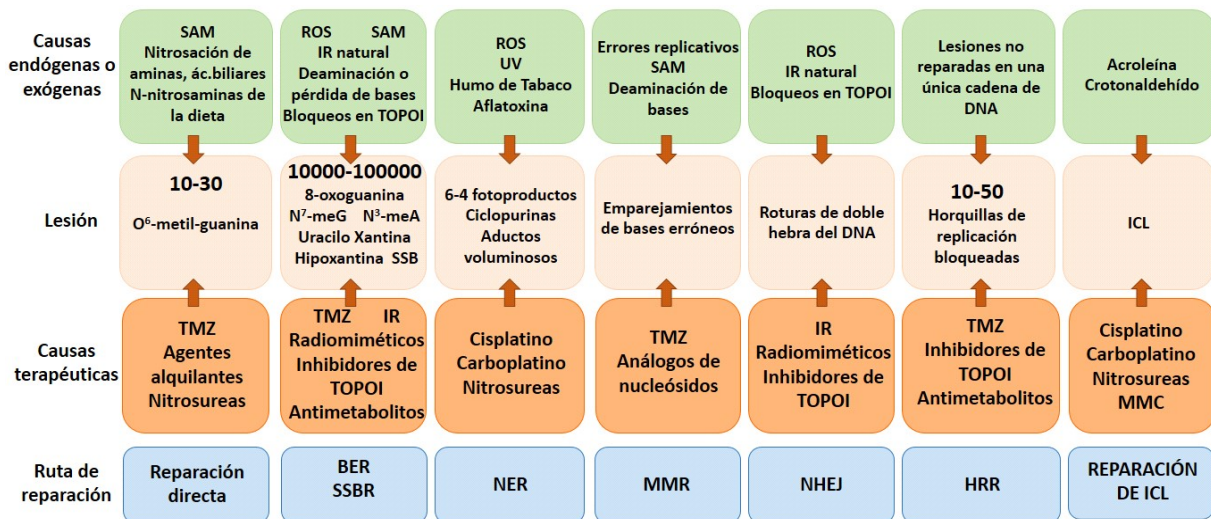 Causas
endógenas o
exógenas
SAM
Nitrosación de
aminas, ác.biliares
N-nitrosaminas de
la dieta
ROS SAM
IR natural
Deaminación o
pérdida de bases
Bloqueos en TOPOI
ROS
UV
Humo de Tabaco
Aflatoxina
Errores replicativos
SAM
Deaminación de
bases
ROS
IR natural
Bloqueos en TOPOI
Lesiones no
reparadas en una
única cadena de
DNA
Acroleína
Crotonaldehído
Lesión
10-30
O⁶-metil-guanina
10000-100000
8-oxoguanina
N⁷-meG N³-meA
Uracilo Xantina
Hipoxantina SSB
6-4 fotoproductos
Ciclopurinas
Aductos
voluminosos
Emparejamientos
de bases erróneos
Roturas de doble
hebra del DNA
10-50
Horquillas de
replicación
bloqueadas
ICL
Causas
terapéuticas
TMZ
Agentes
alquilantes
Nitrosureas
TMZ IR
Radiomiméticos
Inhibidores de
TOPOI
Antimetabolitos
Cisplatino
Carboplatino
Nitrosureas
TMZ
Análogos de
nucleósidos
IR
Radiomiméticos
Inhibidores de
TOPOI
TMZ
Inhibidores de
TOPOI
Antimetabolitos
Cisplatino
Carboplatino
Nitrosureas
MMC
Ruta de
reparación
Reparación
directa
BER
SSBR
NER
MMR
NHEJ
HRR
REPARACIÓN
DE ICL